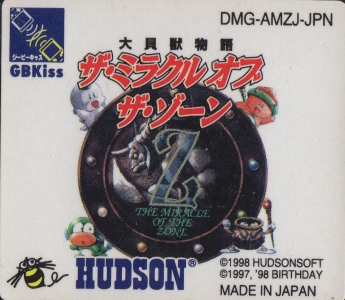 DMG-AMZJ-JPN
ジービーキッス
GBKiss
大貝獣物語
ザ・ミラクル オブ
ザ・ゾーン
Z
THE MIRACLE
OF THE
ZONE
HUDSON®
©1998 HUDSONSOFT
©1997, '98 BIRTHDAY
MADE IN JAPAN